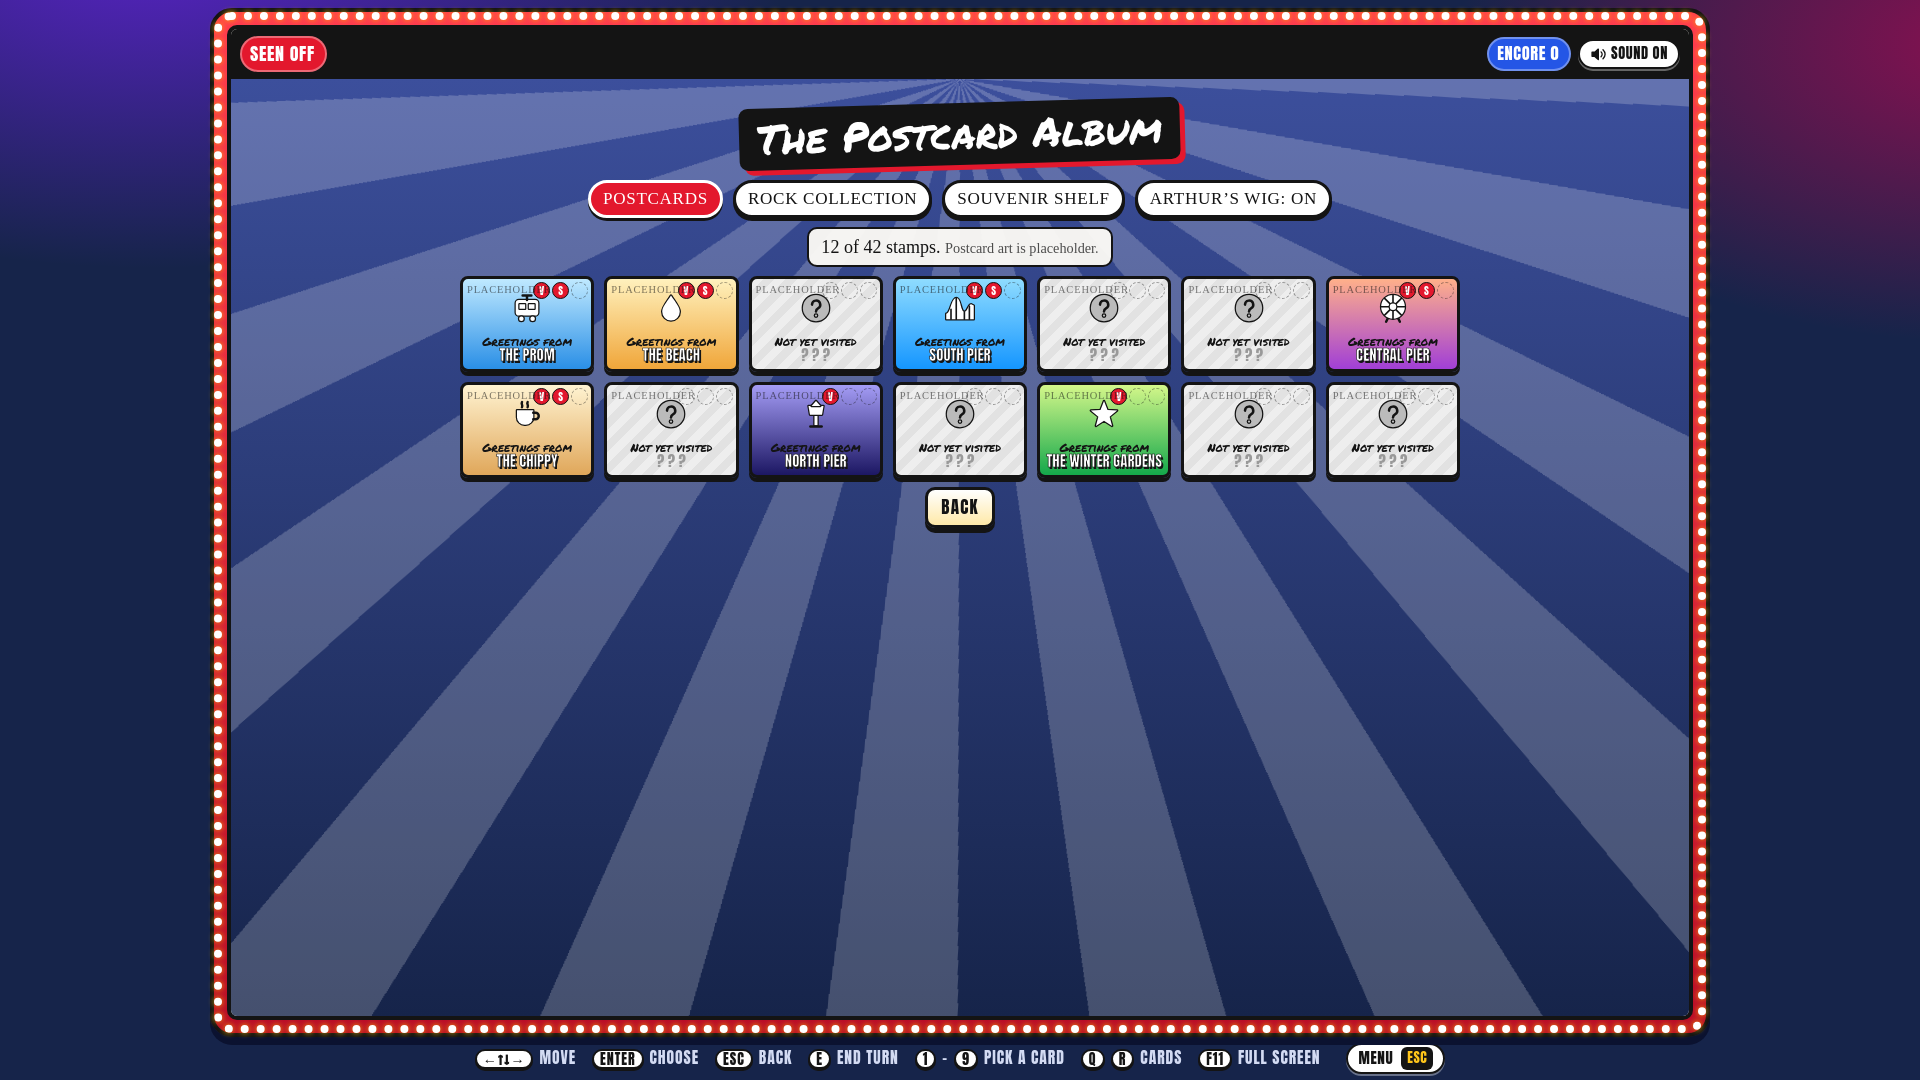 SEEN OFF
ENCORE 0
SOUND ON
The Postcard Album
POSTCARDS
ROCK COLLECTION
SOUVENIR SHELF
ARTHUR’S WIG: ON
12 of 42 stamps. Postcard art is placeholder.
V S
Greetings from
THE PROM
V S
Greetings from
THE BEACH
PLACEHOLDER
?
Not yet visited
???
V S
Greetings from
SOUTH PIER
PLACEHOLDER
?
Not yet visited
???
PLACEHOLDER
?
Not yet visited
???
V S
Greetings from
CENTRAL PIER
V S
Greetings from
THE CHIPPY
PLACEHOLDER
?
Not yet visited
???
PLACEHOLDER V
Greetings from
NORTH PIER
PLACEHOLDER
?
Not yet visited
???
V
Greetings from
THE WINTER GARDENS
PLACEHOLDER
?
Not yet visited
???
PLACEHOLDER
?
Not yet visited
???
BACK
←↑↓→ MOVE ENTER CHOOSE ESC BACK E END TURN 1 - 9 PICK A CARD Q R CARDS F11 FULL SCREEN MENU ESC